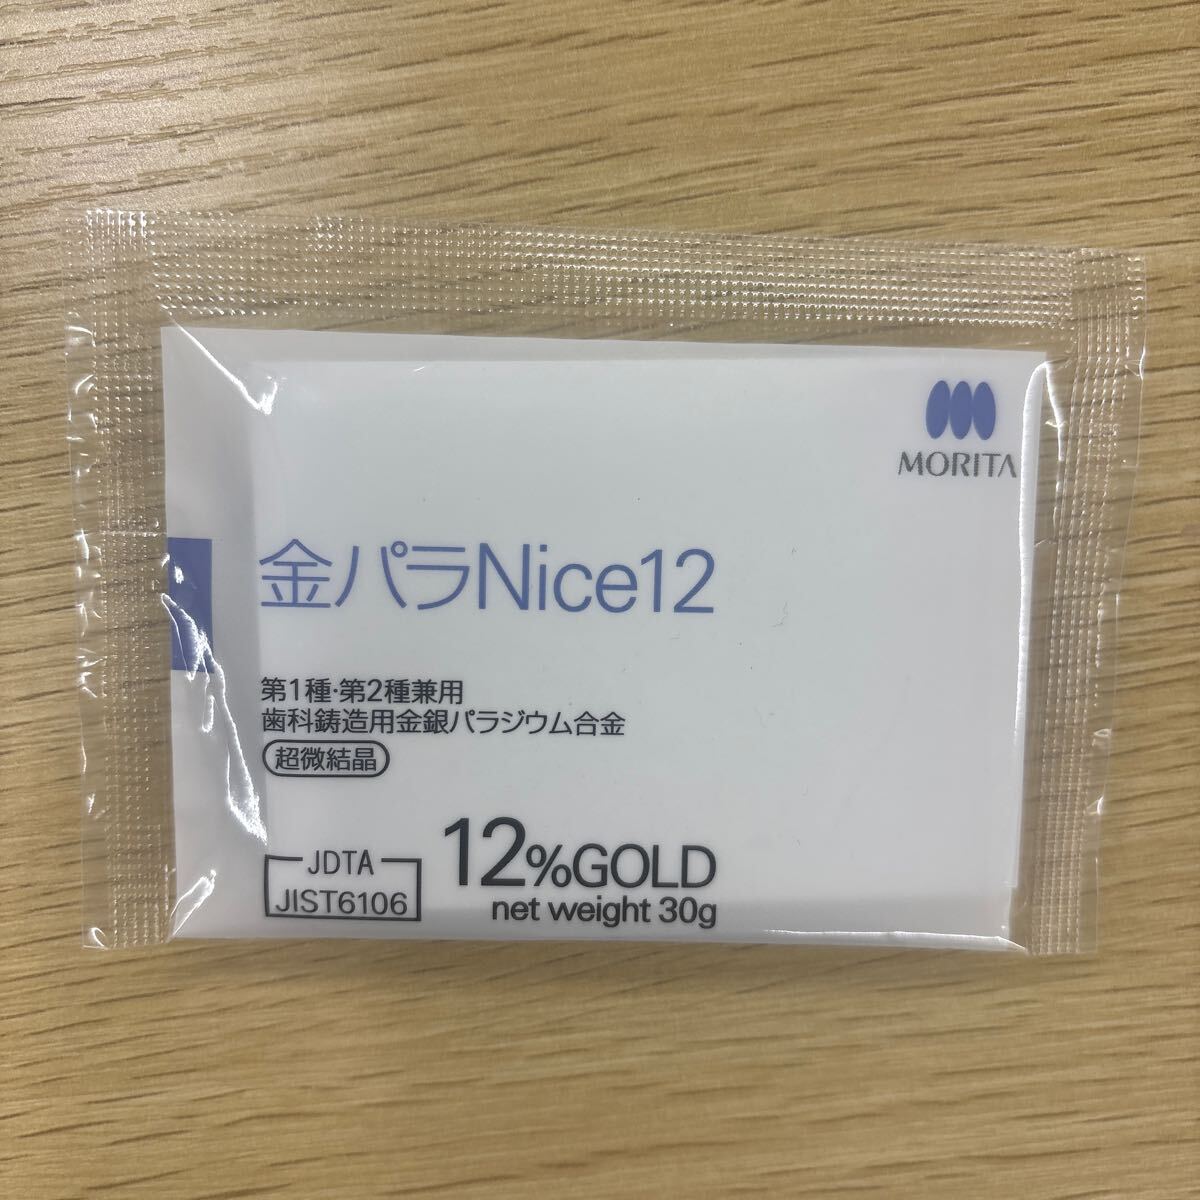 MORITA
金パラNice12
第1種・第2種兼用
歯科鋳造用金銀パラジウム合金
超微結晶
JDTA
JIST6106
12%GOLD
net weight 30g